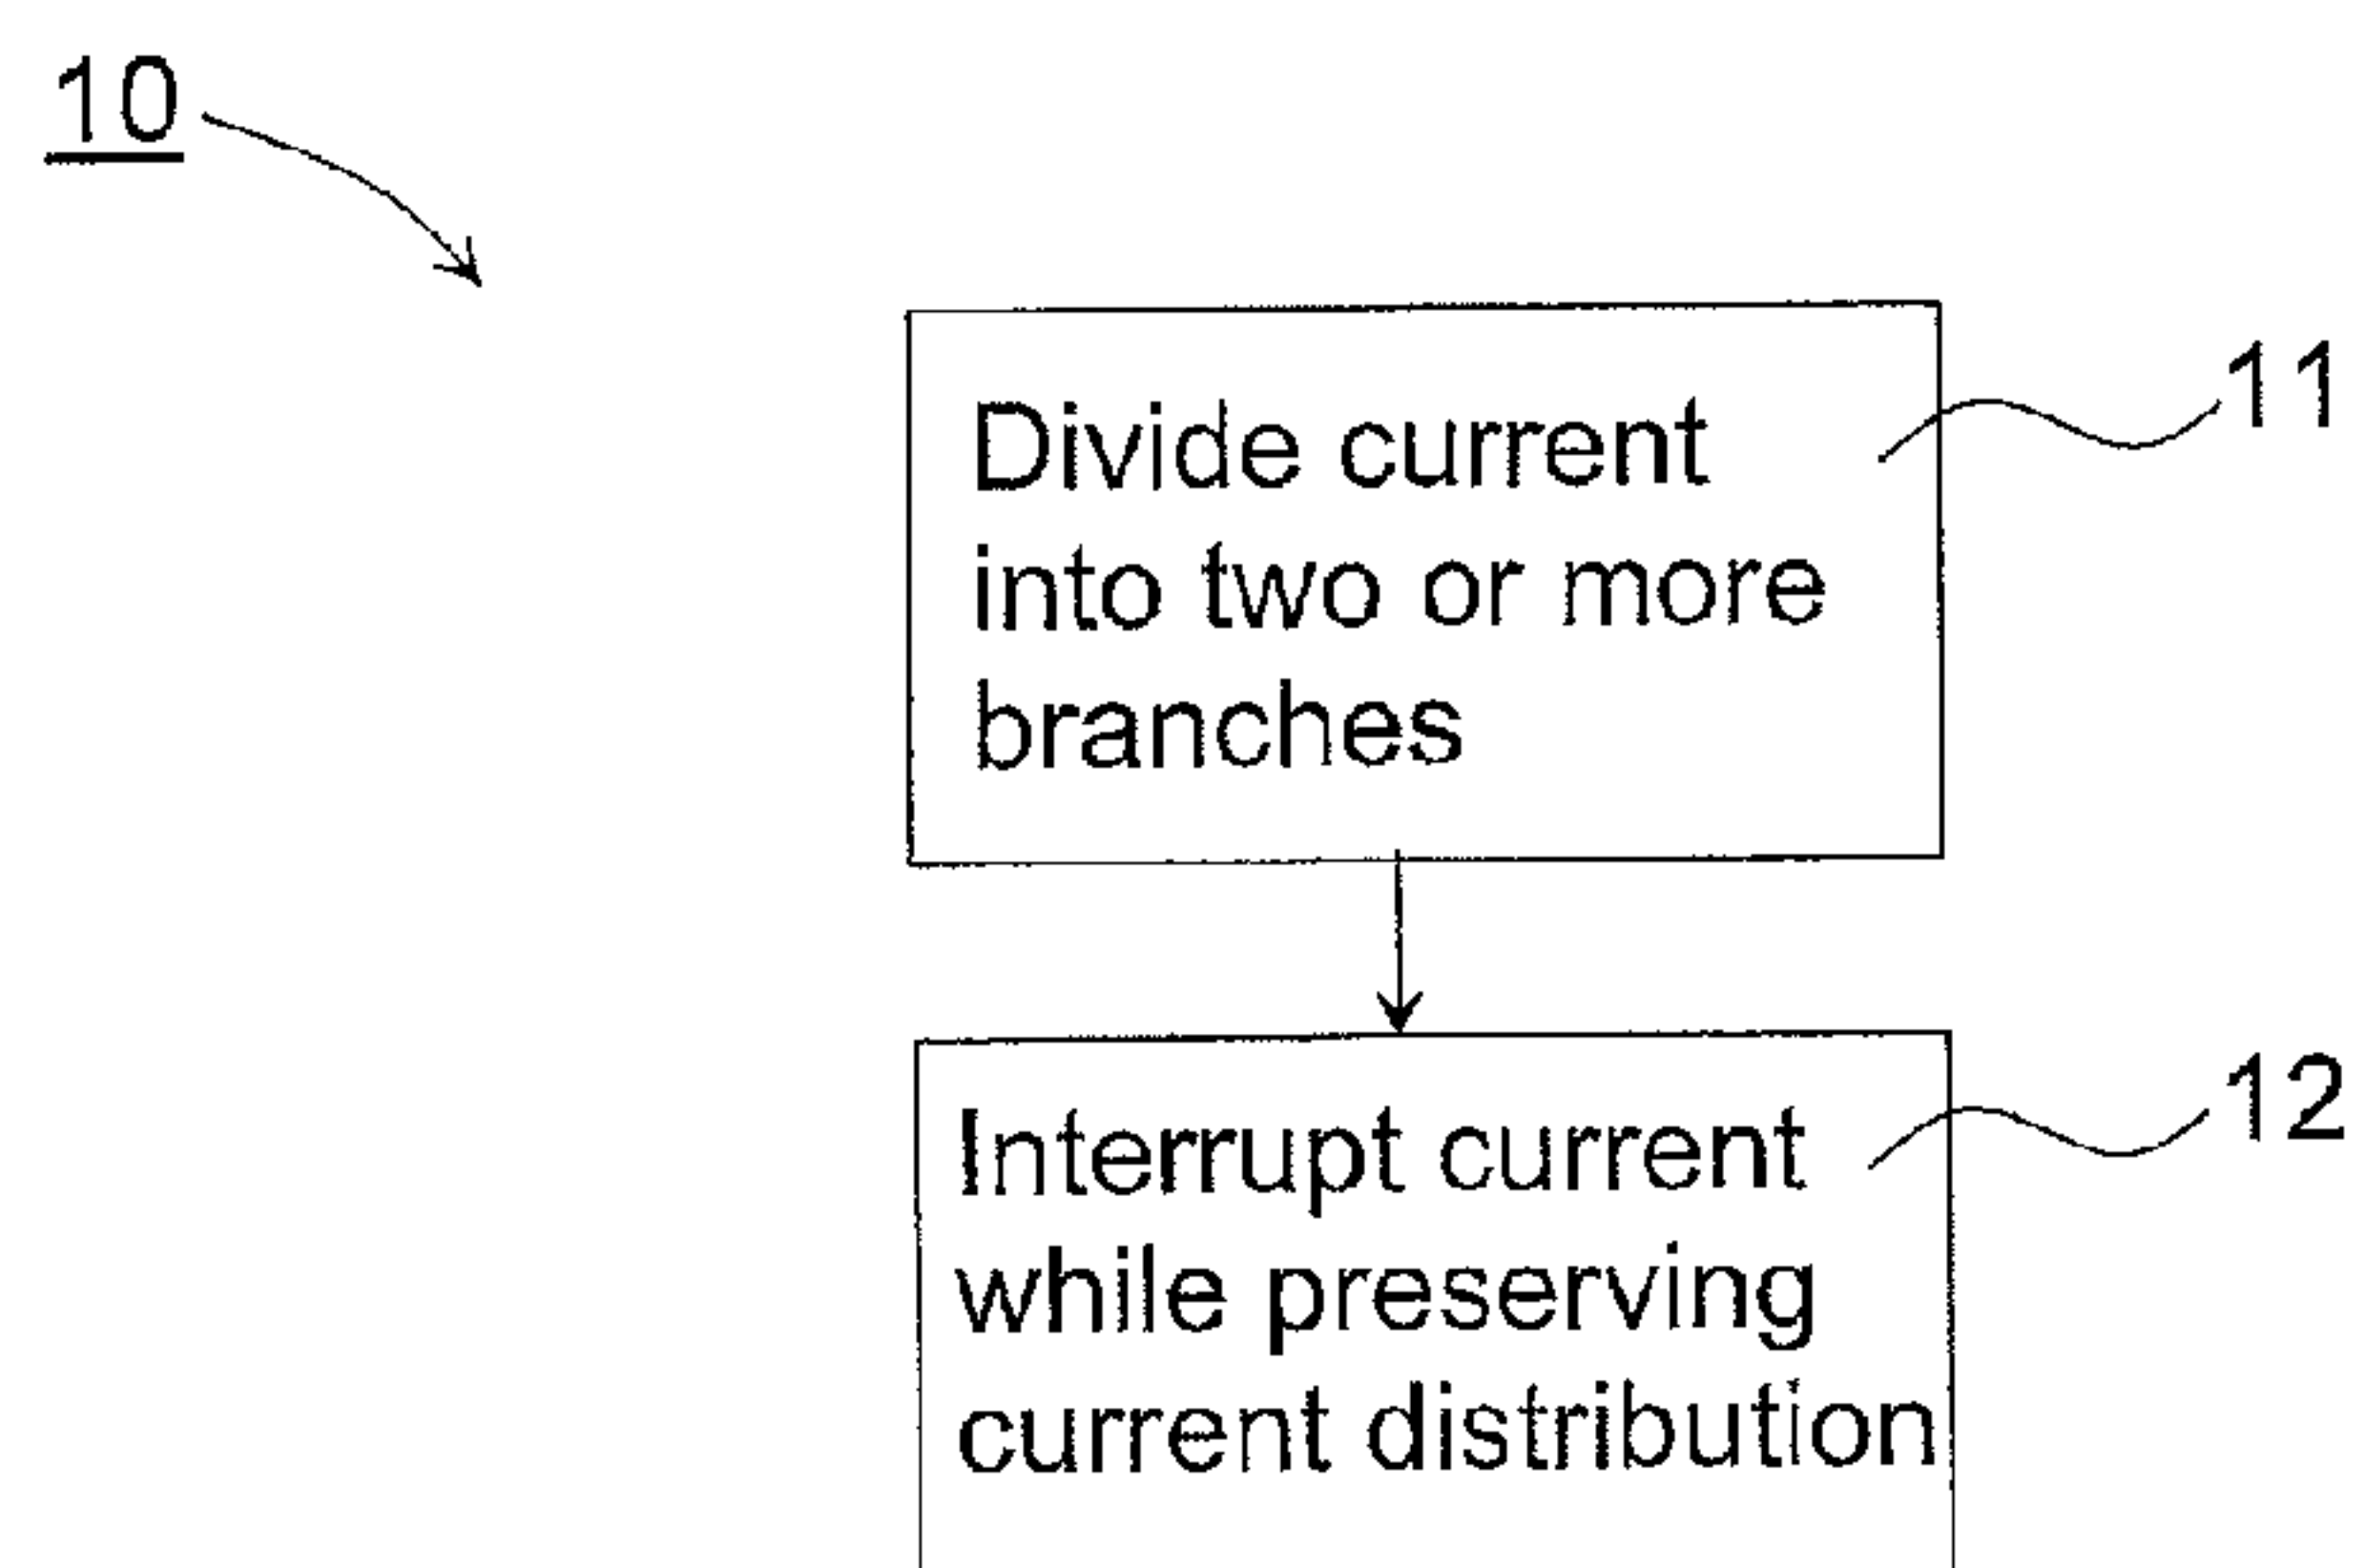 10
11
Divide current
into two or more
branches
12
Interrupt current
while preserving
current distribution